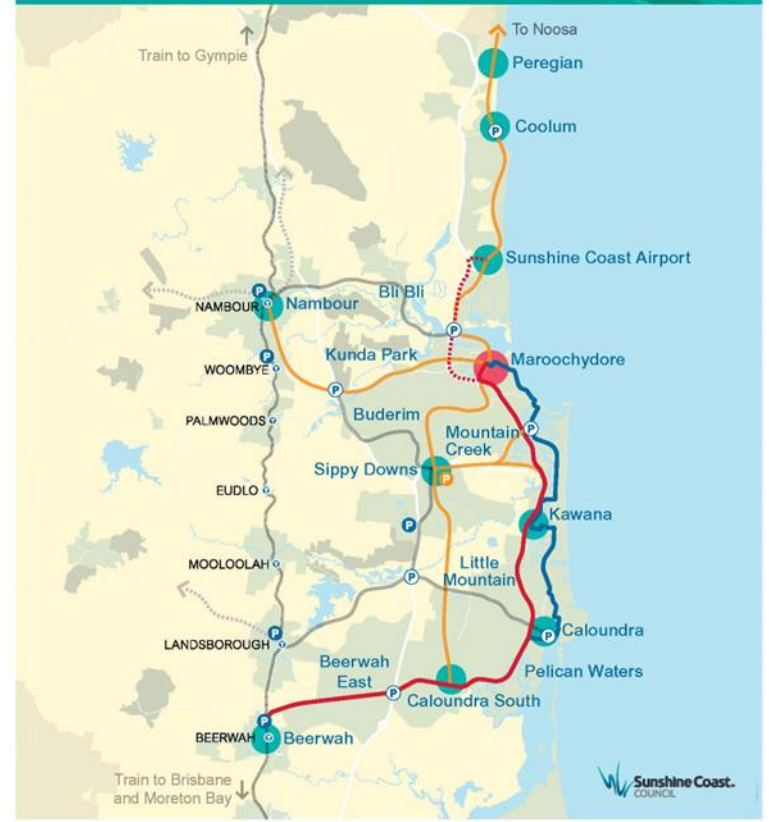 To Noosa
Train to Gympie
Peregian
Coolum
Sunshine Coast Airport
Bli Bli
P
NAMBOUR
Nambour
P
Kunda Park
Maroochydore
P
WOOMBYE
P
Buderim
PALMWOODS
Mountain
Creek
P
Sippy Downs
P
EUDLO
Kawana
P
Little
Mountain
MOOLOOLAH
P
P
Caloundra
P
LANDSBOROUGH
Beerwah
East
Pelican Waters
P
Caloundra South
P
BEERWAH
Beerwah
Train to Brisbane
and Moreton Bay
Sunshine Coast
COUNCIL